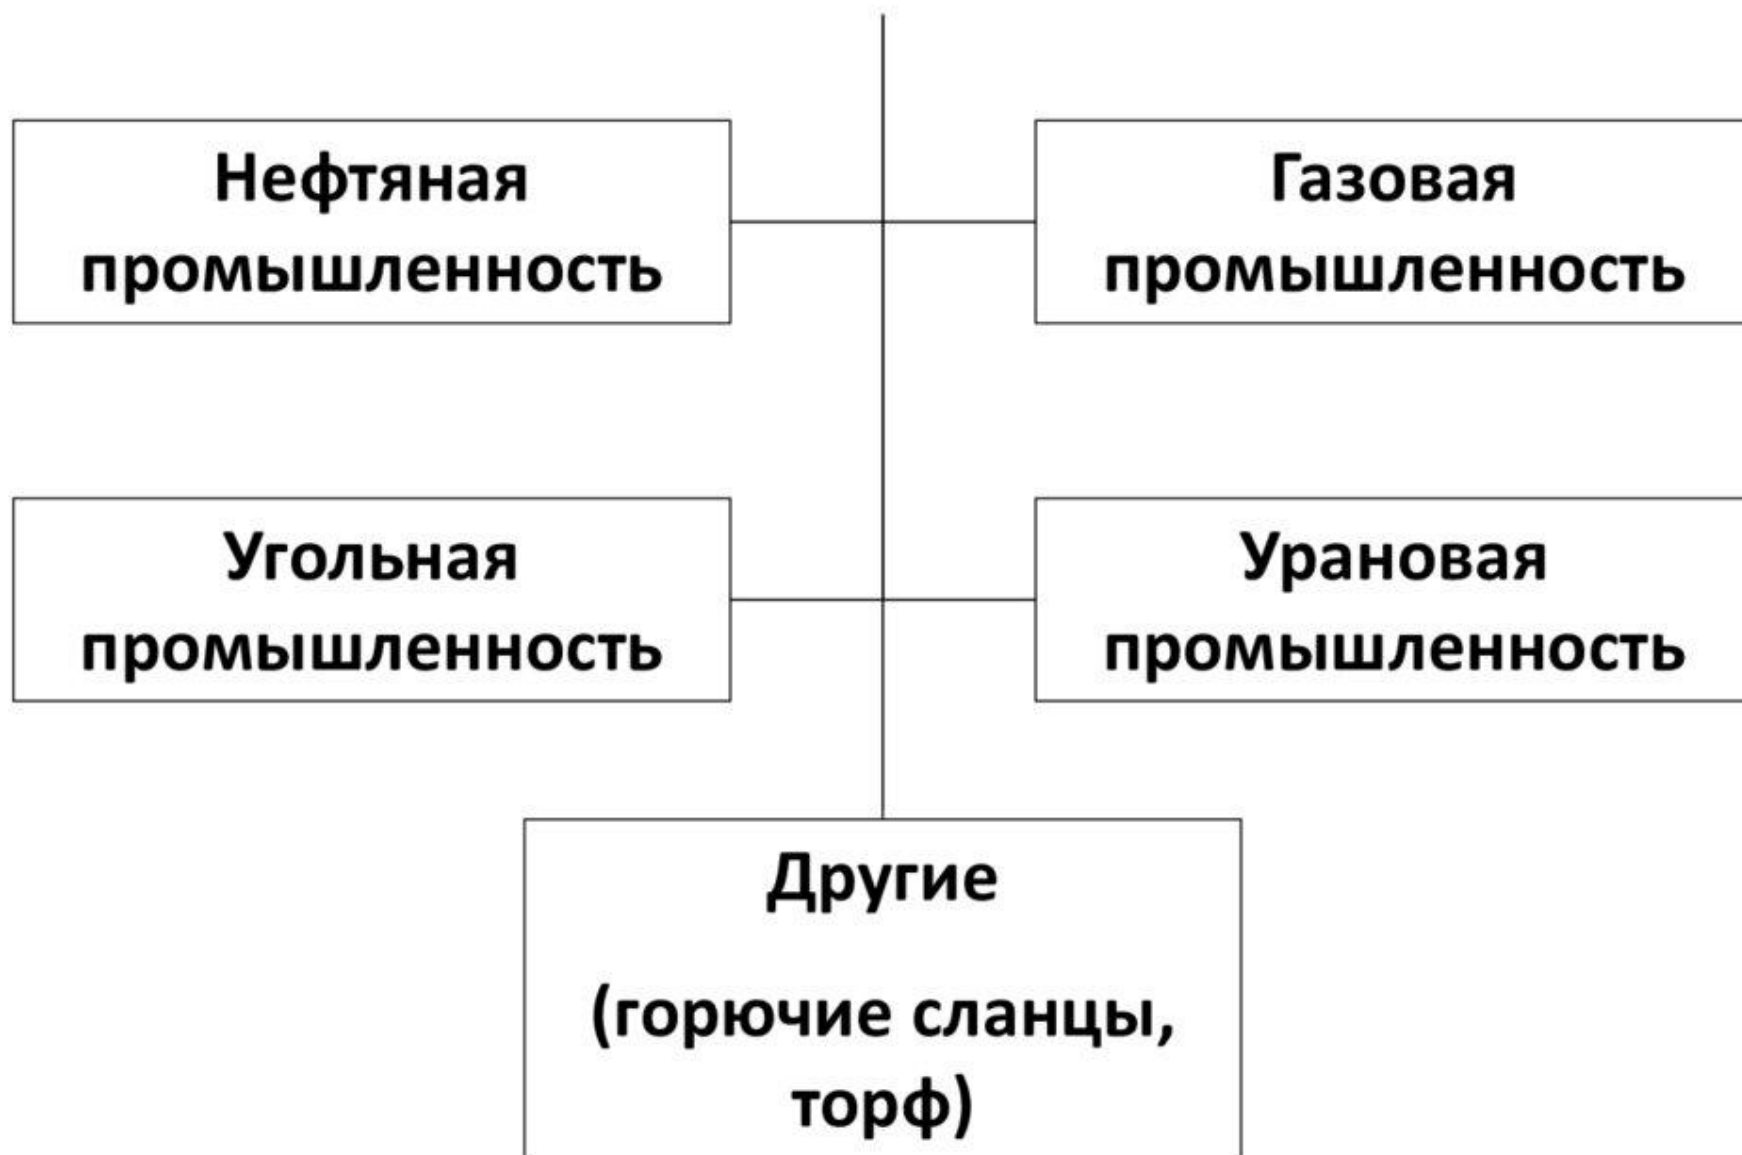 Нефтяная
промышленность
Газовая
промышленность
Угольная
промышленность
Урановая
промышленность
Другие
(горючие сланцы,
торф)